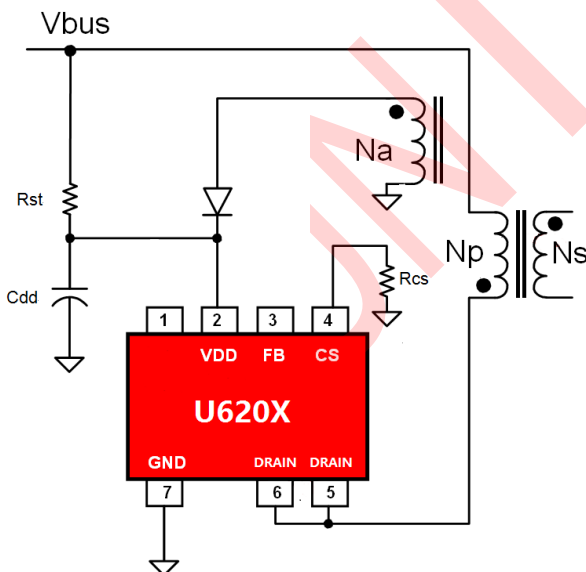 Vbus
Na
Rst
Np
Ns
Rcs
Cdd
1
2
3
4
VDD
FB
CS
U620X
GND
DRAIN
DRAIN
7
6
5